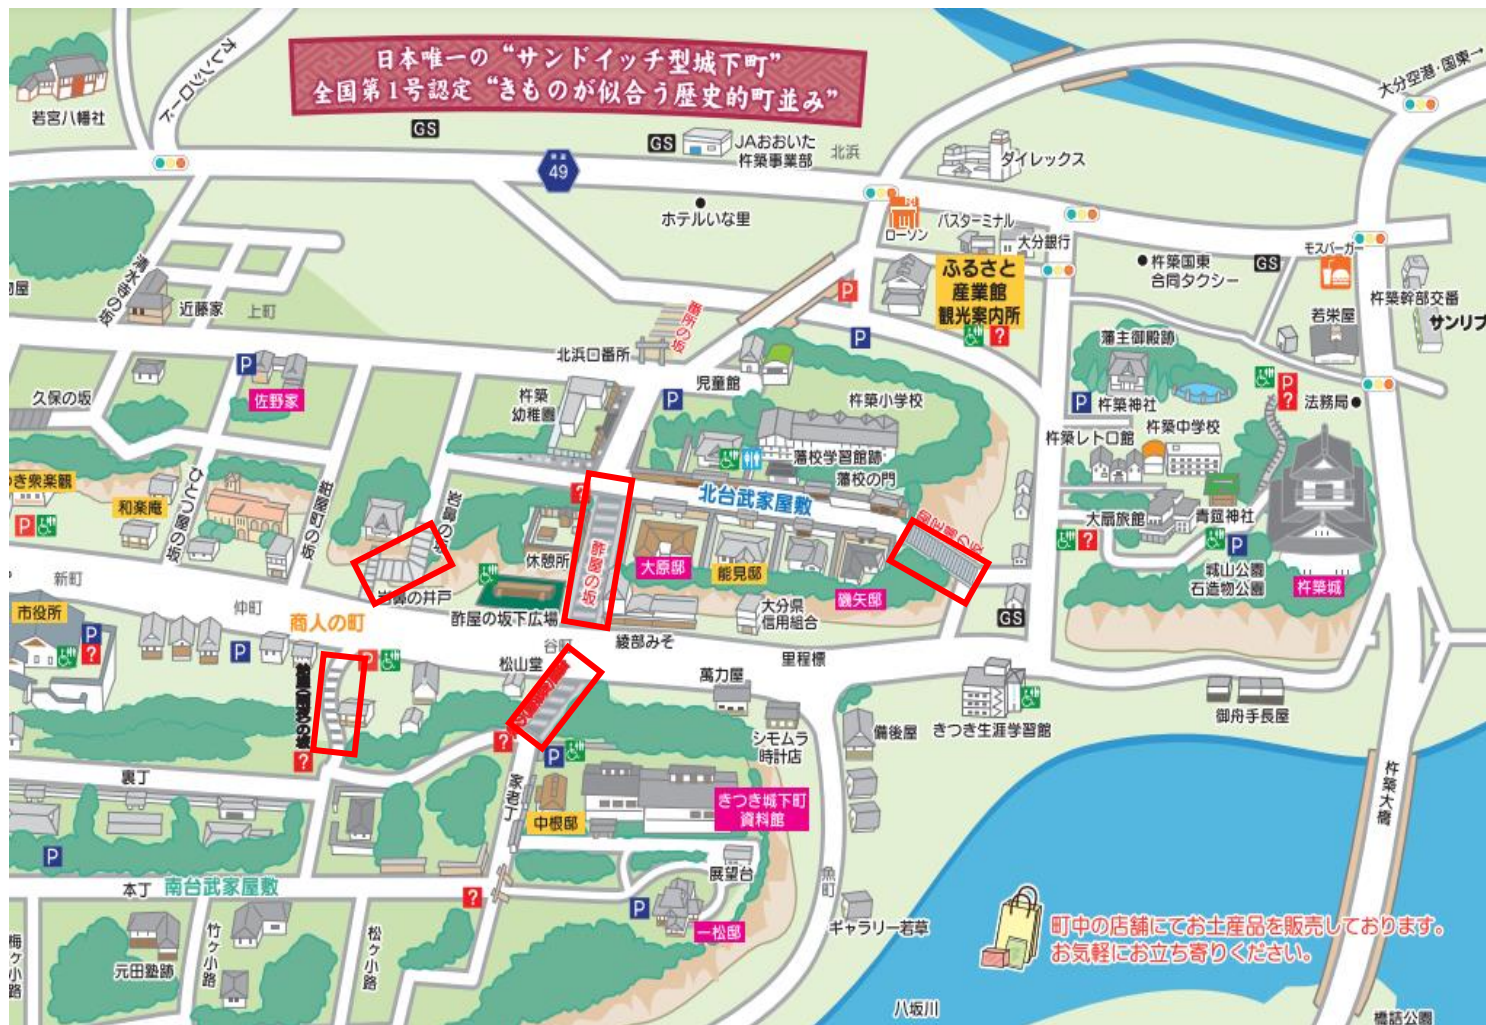 日本唯一の“サンドイッチ型城下町”
全国第1号認定“きものが似合う歴史的町並み”
若宮八幡社
オレンジロード
GS
49
GS
JAおおいた
杵築事業部
北浜
ダイレックス
大分空港・国東→
ホテルいな里
ローソン
バスターミナル
大分銀行
ふるさと
産業館
観光案内所
杵築国東
合同タクシー
GS
モスバーガー
杵築幹部交番
サンリブ
若栄屋
清水寺の坂
近藤家
上町
番所の坂
北浜口番所
P
P
?
P
藩主御殿跡
杵築神社
P
P
?
法務局
久保の坂
P
佐野家
杵築
幼稚園
児童館
P
杵築小学校
藩校学習館跡
藩校の門
杵築レトロ館
杵築中学校
き衆楽観
P
和楽庵
ひとつ屋の坂
紺屋町の坂
岩鼻の坂
岩鼻の井戸
?
休憩所
酢屋の坂
酢屋の坂下広場
北台武家屋敷
大原邸
能見邸
磯矢邸
大分県
信用組合
綾部みそ
大扇旅館
青筵神社
?
P
城山公園
石造物公園
杵築城
GS
新町
仲町
市役所
P
?
商人の町
P
P
谷町
松山堂
萬力屋
里程標
きつき生涯学習館
御舟手長屋
?
?
P
裏丁
家老丁
中根邸
きつき城下町
資料館
シモムラ
時計店
備後屋
杵築大橋
P
本丁
南台武家屋敷
?
展望台
魚町
P
一松邸
ギャラリー若草
元田塾跡
竹ケ小路
松ケ小路
梅ケ小路
町中の店舗にてお土産品を販売しております。
お気軽にお立ち寄りください。
八坂川
橋詰公園